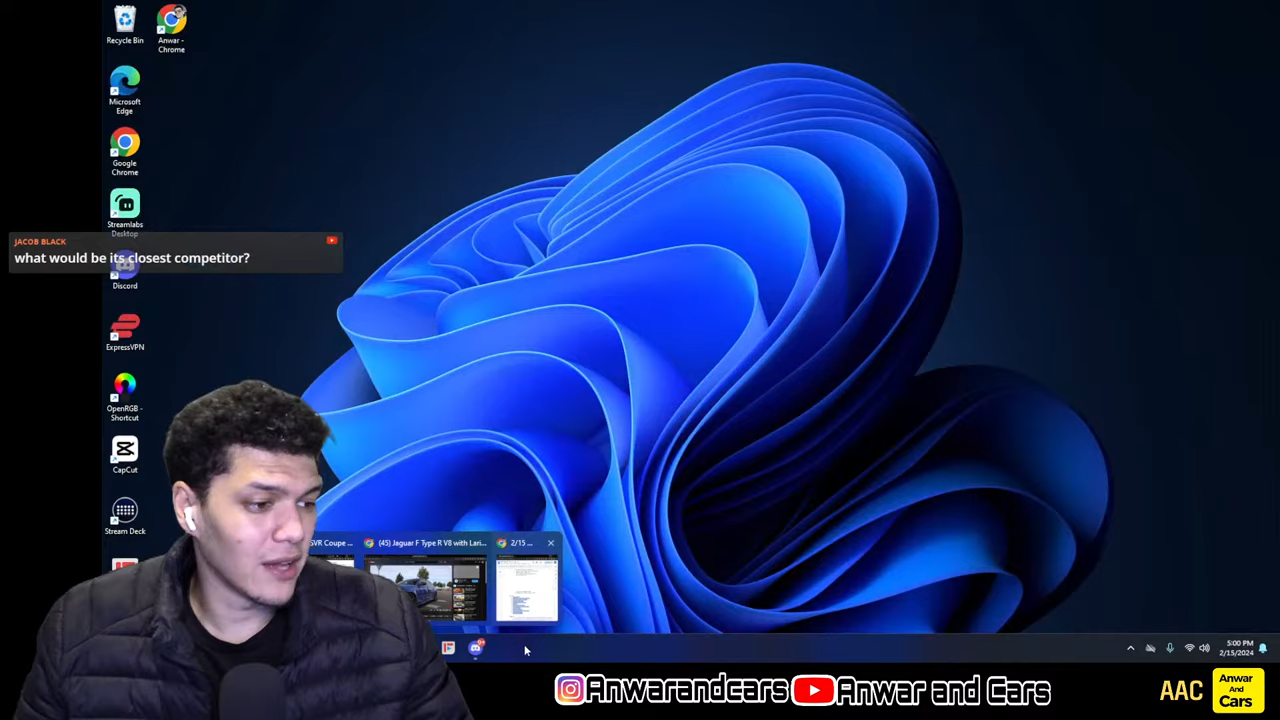 Recycle Bin
Anwar -
Chrome
Microsoft
Edge
Google
Chrome
Streamlabs
Desktop
JACOB BLACK
what would be its closest competitor?
Discord
ExpressVPN
OpenRGB -
Shortcut
CapCut
Stream Deck
SVR Coupe ...
(45) Jaguar F Type R V8 with Lari...
2/15 ...
5:00 PM
2/15/2024
Anwarandcars
Anwar and Cars
AAC
Anwar
And
Cars